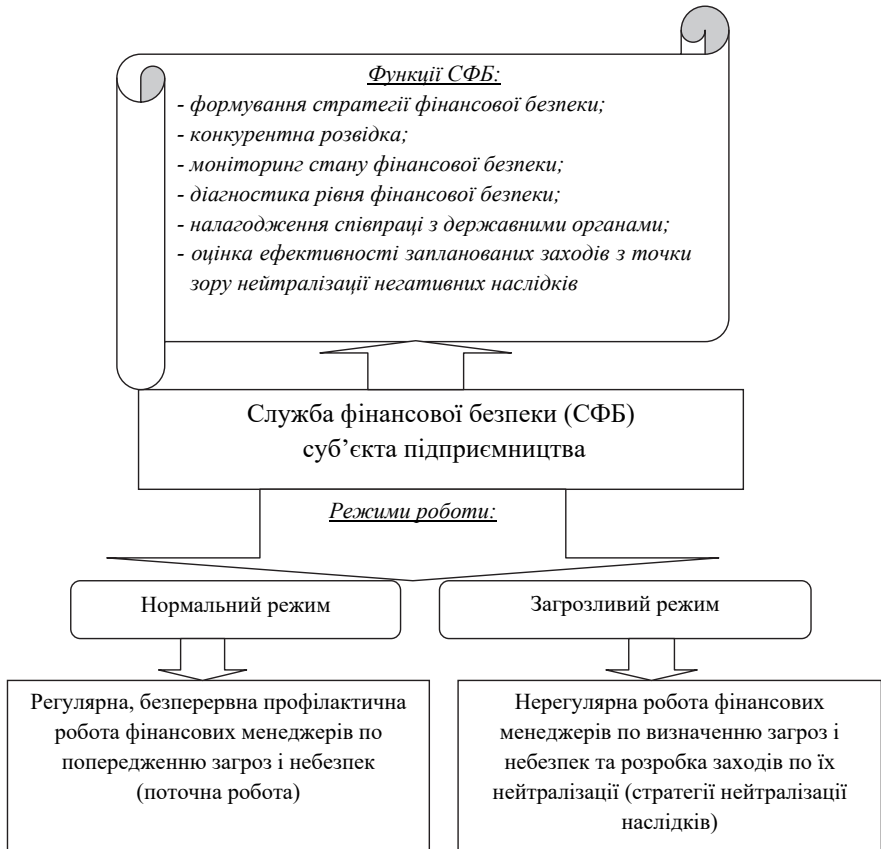 Функції СФБ:
- формування стратегії фінансової безпеки;
- конкурентна розвідка;
- моніторинг стану фінансової безпеки;
- діагностика рівня фінансової безпеки;
- налагодження співпраці з державними органами;
- оцінка ефективності запланованих заходів з точки
зору нейтралізації негативних наслідків
Служба фінансової безпеки (СФБ)
суб’єкта підприємництва
Режими роботи:
Нормальний режим
Загрозливий режим
Регулярна, безперервна профілактична
робота фінансових менеджерів по
попередженню загроз і небезпек
(поточна робота)
Нерегулярна робота фінансових
менеджерів по визначенню загроз і
небезпек та розробка заходів по їх
нейтралізації (стратегії нейтралізації
наслідків)